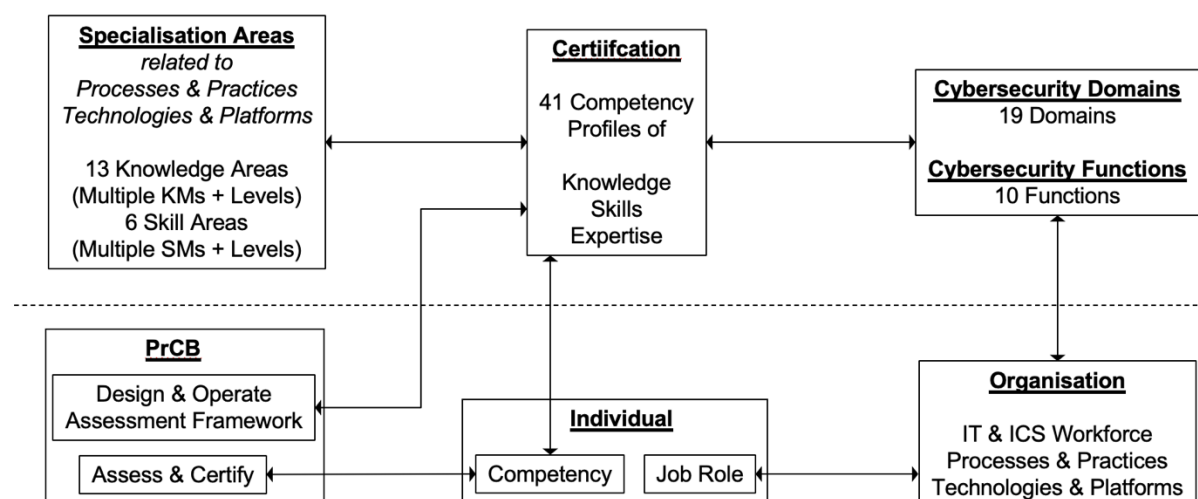 Specialisation Areas
related to
Processes & Practices
Technologies & Platforms
13 Knowledge Areas
(Multiple KMs + Levels)
6 Skill Areas
(Multiple SMs + Levels)
Certiifcation
41 Competency
Profiles of
Knowledge
Skills
Expertise
Cybersecurity Domains
19 Domains
Cybersecurity Functions
10 Functions
PrCB
Design & Operate
Assessment Framework
Assess & Certify
Individual
Competency
Job Role
Organisation
IT & ICS Workforce
Processes & Practices
Technologies & Platforms